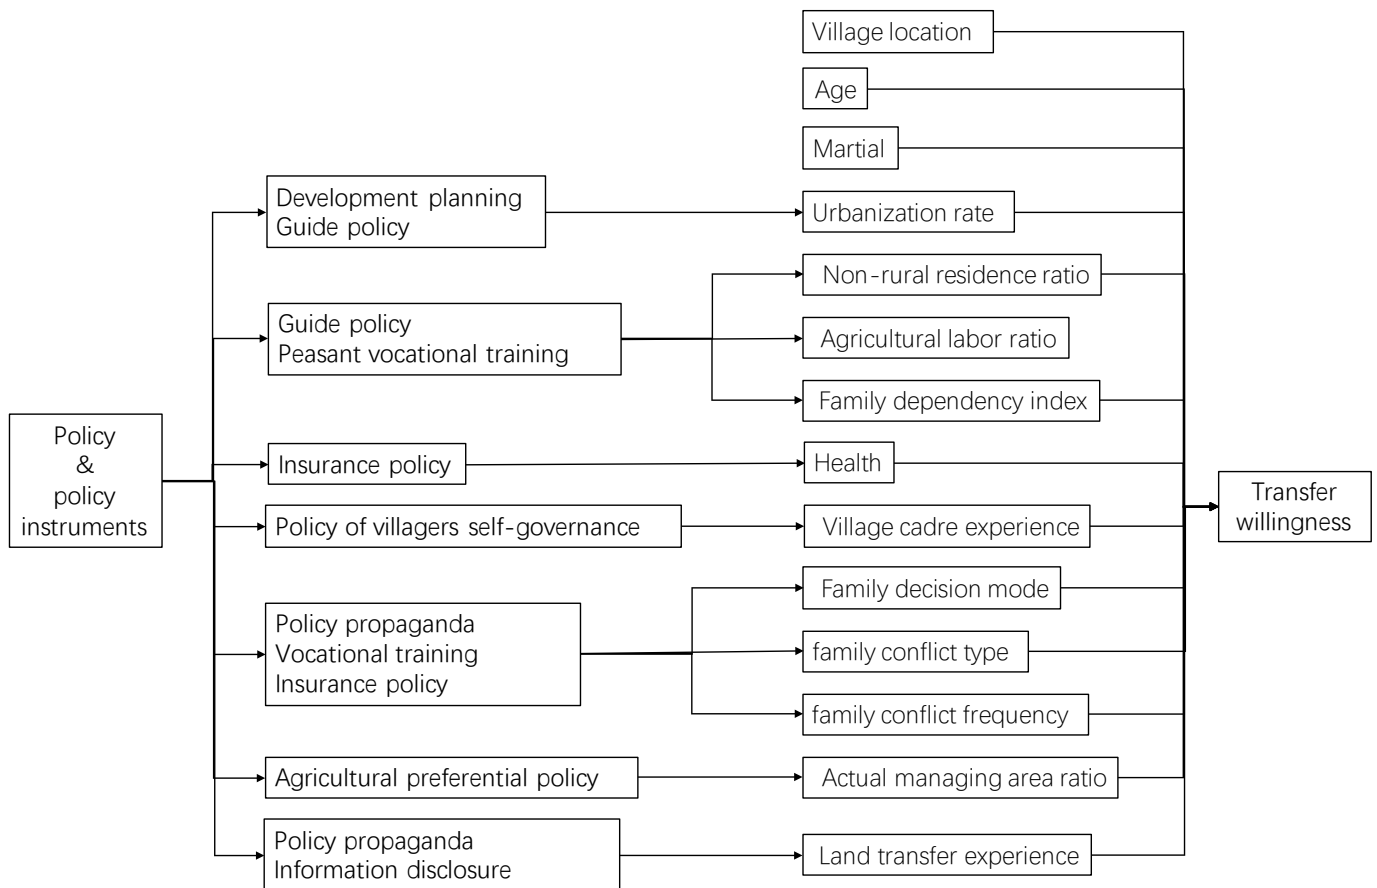 Policy
&
policy
instruments
Development planning
Guide policy
Guide policy
Peasant vocational training
Insurance policy
Policy of villagers self-governance
Policy propaganda
Vocational training
Insurance policy
Agricultural preferential policy
Policy propaganda
Information disclosure
Village location
Age
Martial
Urbanization rate
Non-rural residence ratio
Agricultural labor ratio
Family dependency index
Health
Village cadre experience
Family decision mode
family conflict type
family conflict frequency
Actual managing area ratio
Land transfer experience
Transfer
willingness